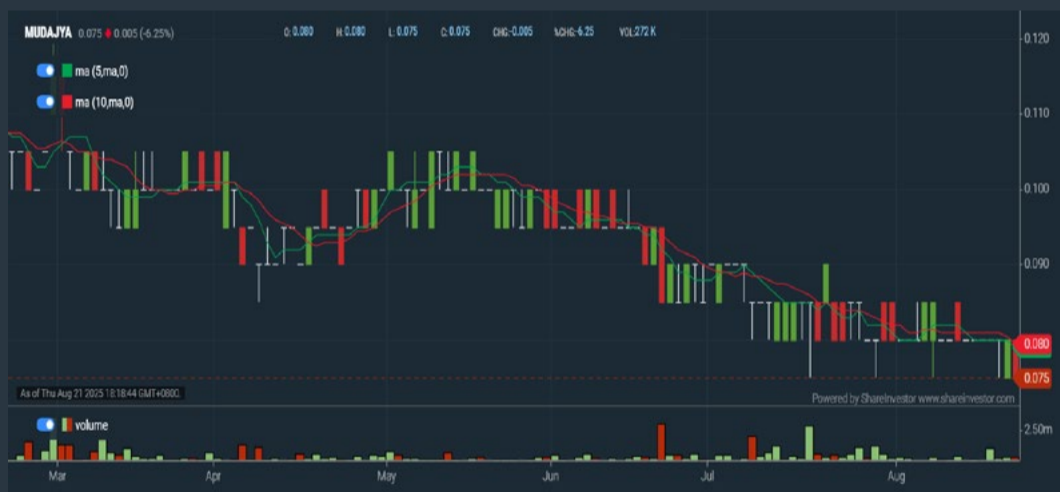 MUDAJYA 0.075 0.005 (-6.25%) O: 0.080 H: 0.080 L: 0.075 C: 0.075 CHG:-0.005 %CHG:-6.25 VOL:272 K
0.120
ma (5,ma,0)
ma (10,ma,0)
0.110
0.100
0.090
0.080
0.075
As of Thu Aug 21 2025 18:18:44 GMT+0800.
Powered by ShareInvestor www.shareinvestor.com
volume
2.50m
Mar Apr May Jun Jul Aug